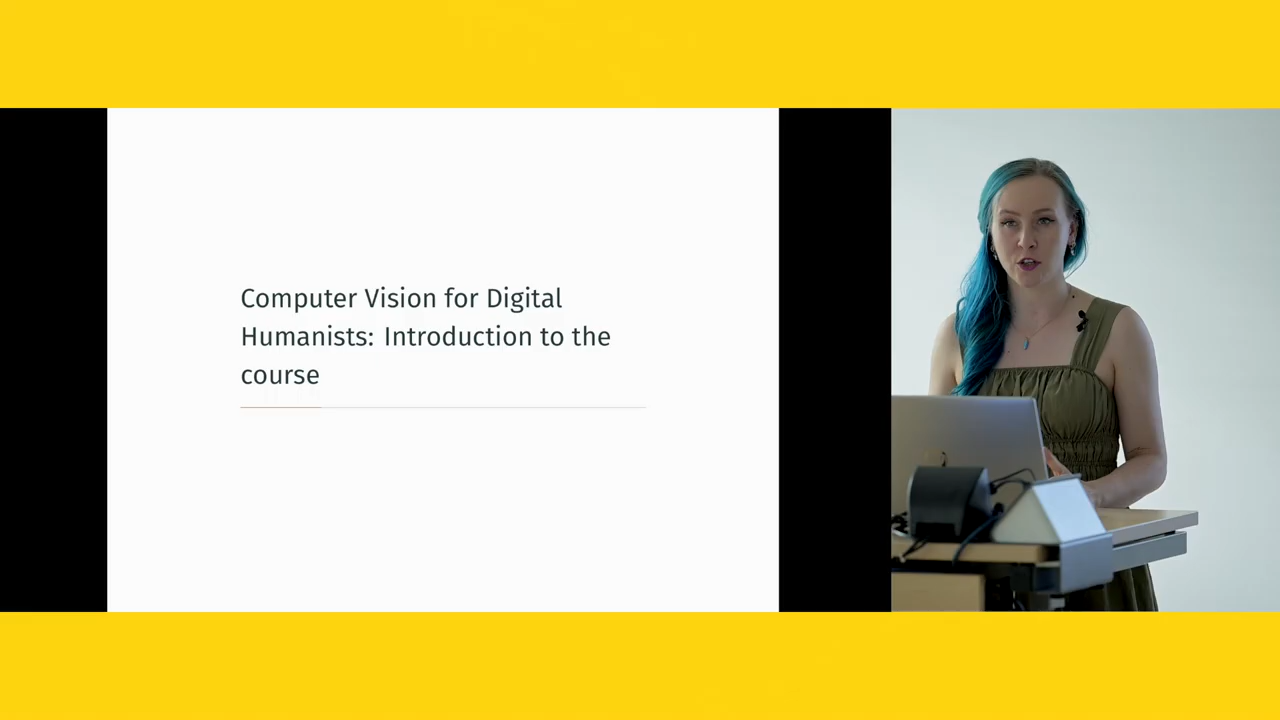 Computer Vision for Digital
Humanists: Introduction to the
course